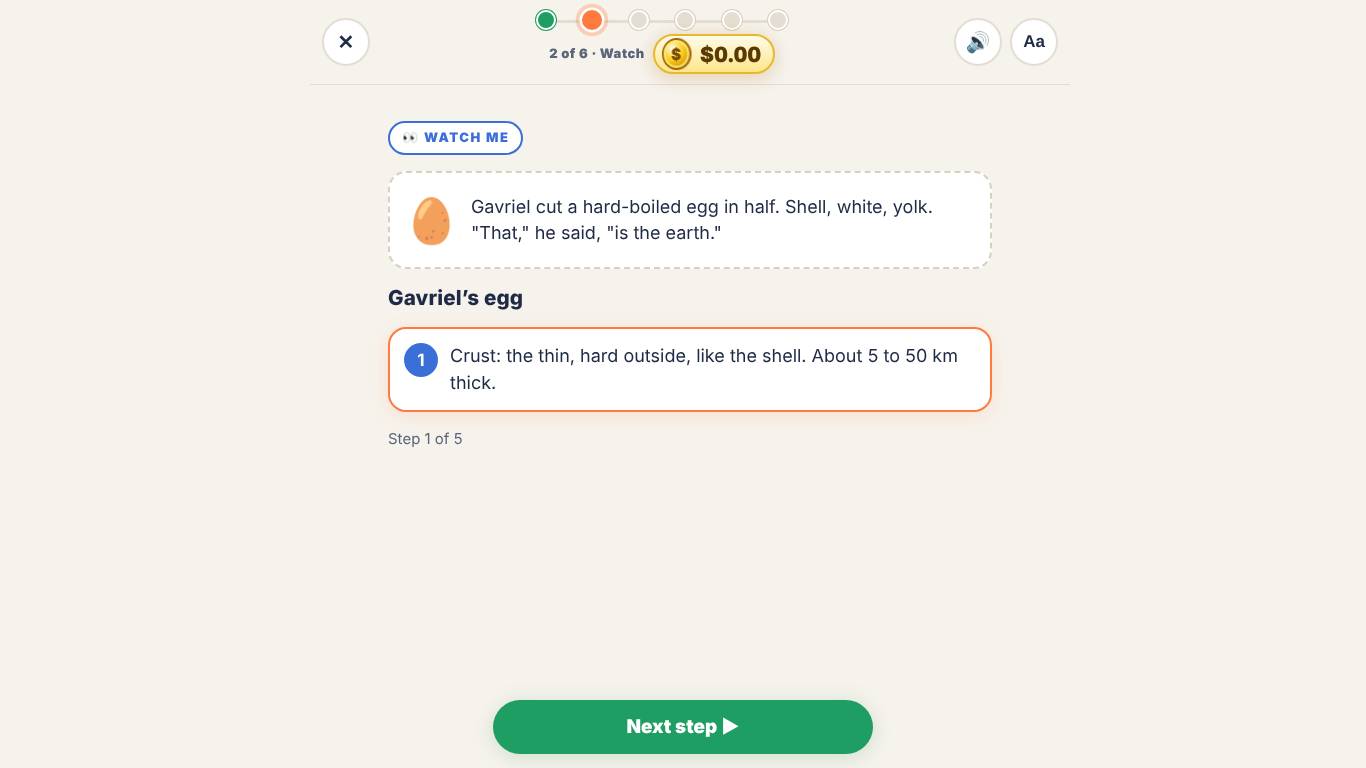 ✕
2 of 6 · Watch
$ $0.00
Aa
👀 WATCH ME
Gavriel cut a hard-boiled egg in half. Shell, white, yolk.
"That," he said, "is the earth."
Gavriel’s egg
1 Crust: the thin, hard outside, like the shell. About 5 to 50 km
thick.
Step 1 of 5
Next step ▶